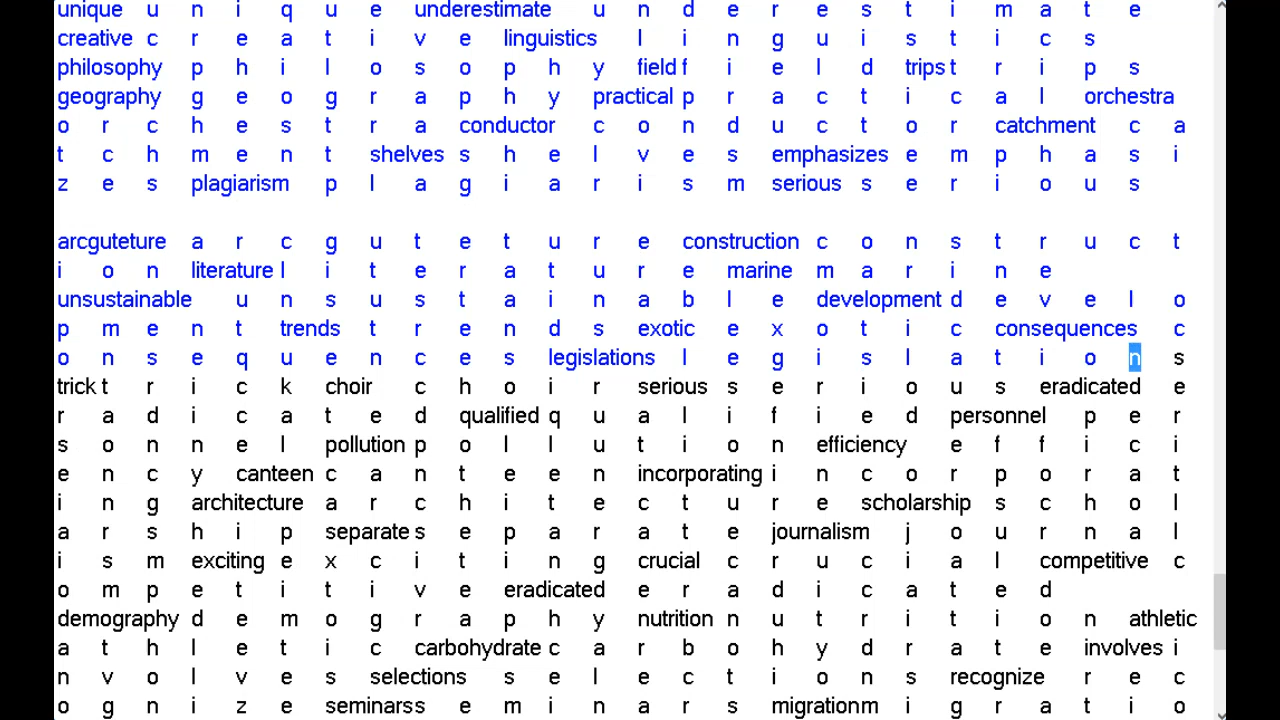 unique u n i q u e underestimate u n d e r e s t i m a t e
creative c r e a t i v e linguistics l i n g u i s t i c s
philosophy p h i l o s o p h y field f i e l d trips t r i p s
geography g e o g r a p h y practical p r a c t i c a l orchestra
o r c h e s t r a conductor c o n d u c t o r catchment c a
t c h m e n t shelves s h e l v e s emphasizes e m p h a s i
z e s plagiarism p l a g i a r i s m serious s e r i o u s
arcguteture a r c g u t e t u r e construction c o n s t r u c t
i o n literature l i t e r a t u r e marine m a r i n e
unsustainable u n s u s t a i n a b l e development d e v e l o
p m e n t trends t r e n d s exotic e x o t i c consequences c
o n s e q u e n c e s legislations l e g i s l a t i o n s
trick t r i c k choir c h o i r serious s e r i o u s eradicated e
r a d i c a t e d qualified q u a l i f i e d personnel p e r
s o n n e l pollution p o l l u t i o n efficiency e f f i c i
e n c y canteen c a n t e e n incorporating i n c o r p o r a t
i n g architecture a r c h i t e c t u r e scholarship s c h o l
a r s h i p separate s e p a r a t e journalism j o u r n a l
i s m exciting e x c i t i n g crucial c r u c i a l competitive c
o m p e t i t i v e eradicated e r a d i c a t e d
demography d e m o g r a p h y nutrition n u t r i t i o n athletic
a t h l e t i c carbohydrate c a r b o h y d r a t e involves i
n v o l v e s selections s e l e c t i o n s recognize r e c
o g n i z e seminars s e m i n a r s migration m i g r a t i o